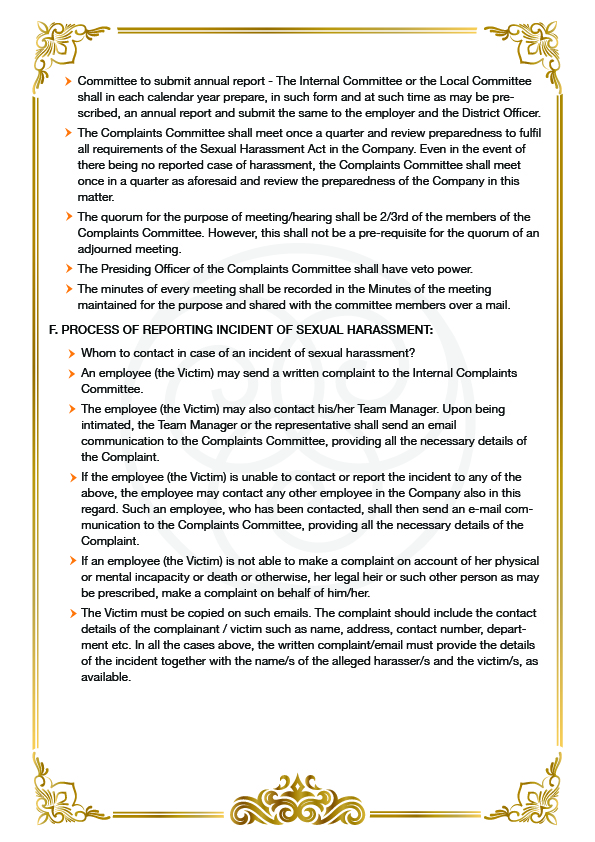 Committee to submit annual report - The Internal Committee or the Local Committee
shall in each calendar year prepare, in such form and at such time as may be pre-
scribed, an annual report and submit the same to the employer and the District Officer.
The Complaints Committee shall meet once a quarter and review preparedness to fulfil
all requirements of the Sexual Harassment Act in the Company. Even in the event of
there being no reported case of harassment, the Complaints Committee shall meet
once in a quarter as aforesaid and review the preparedness of the Company in this
matter.
The quorum for the purpose of meeting/hearing shall be 2/3rd of the members of the
Complaints Committee. However, this shall not be a pre-requisite for the quorum of an
adjourned meeting.
The Presiding Officer of the Complaints Committee shall have veto power.
The minutes of every meeting shall be recorded in the Minutes of the meeting
maintained for the purpose and shared with the committee members over a mail.
F. PROCESS OF REPORTING INCIDENT OF SEXUAL HARASSMENT:
Whom to contact in case of an incident of sexual harassment?
An employee (the Victim) may send a written complaint to the Internal Complaints
Committee.
The employee (the Victim) may also contact his/her Team Manager. Upon being
intimated, the Team Manager or the representative shall send an email
communication to the Complaints Committee, providing all the necessary details of
the Complaint.
If the employee (the Victim) is unable to contact or report the incident to any of the
above, the employee may contact any other employee in the Company also in this
regard. Such an employee, who has been contacted, shall then send an e-mail com-
munication to the Complaints Committee, providing all the necessary details of the
Complaint.
If an employee (the Victim) is not able to make a complaint on account of her physical
or mental incapacity or death or otherwise, her legal heir or such other person as may
be prescribed, make a complaint on behalf of him/her.
The Victim must be copied on such emails. The complaint should include the contact
details of the complainant / victim such as name, address, contact number, depart-
ment etc. In all the cases above, the written complaint/email must provide the details
of the incident together with the name/s of the alleged harasser/s and the victim/s, as
available.